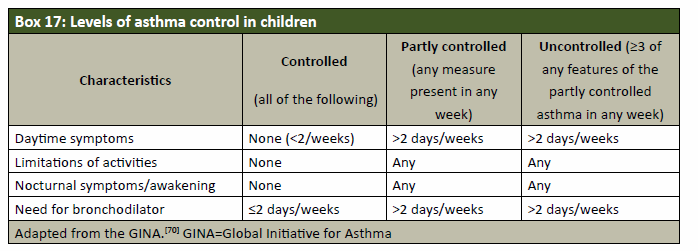 Box 17: Levels of asthma control in children
Characteristics
Controlled
(all of the following)
Partly controlled
(any measure
present in any
week)
Uncontrolled (≥3 of
any features of the
partly controlled
asthma in any week)
Daytime symptoms None (<2/weeks) >2 days/weeks >2 days/weeks
Limitations of activities None Any Any
Nocturnal symptoms/awakening None Any Any
Need for bronchodilator ≤2 days/weeks >2 days/weeks >2 days/weeks
Adapted from the GINA.[70] GINA=Global Initiative for Asthma